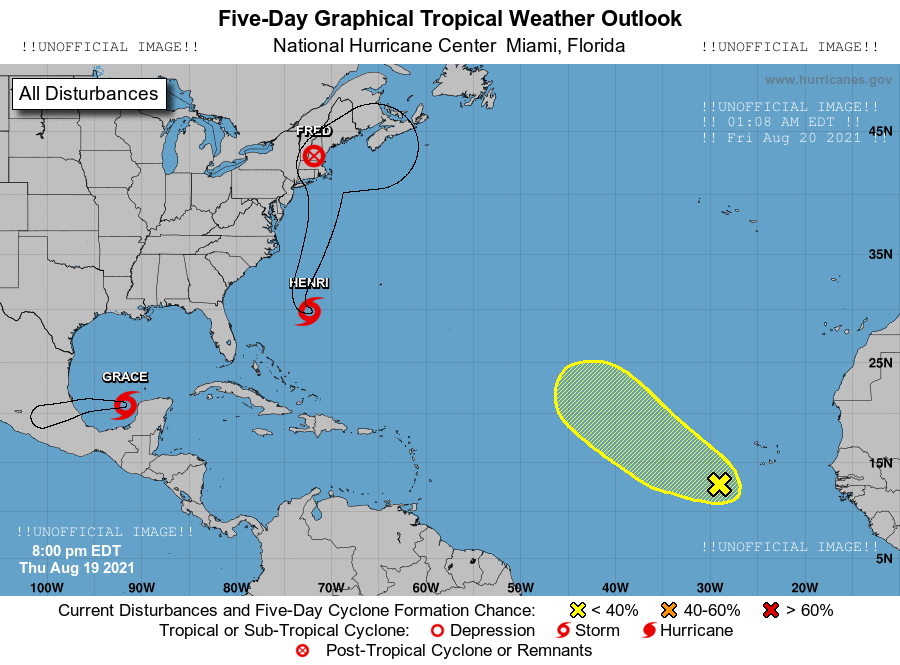 Five-Day Graphical Tropical Weather Outlook
!!UNOFFICIAL IMAGE!! National Hurricane Center Miami, Florida !!UNOFFICIAL IMAGE!!
www.hurricanes.gov
All Disturbances
!!UNOFFICIAL IMAGE!!
!! 01:08 AM EDT !!
!! Fri Aug 20 2021 !!
45N
FRED
35N
HENRI
25N
GRACE
15N
!!UNOFFICIAL IMAGE!!
8:00 pm EDT
Thu Aug 19 2021
!!UNOFFICIAL IMAGE!!
5N
100W 90W 80W 70W 60W 50W 40W 30W 20W
Current Disturbances and Five-Day Cyclone Formation Chance: < 40% 40-60% > 60%
Tropical or Sub-Tropical Cyclone: Depression Storm Hurricane
Post-Tropical Cyclone or Remnants